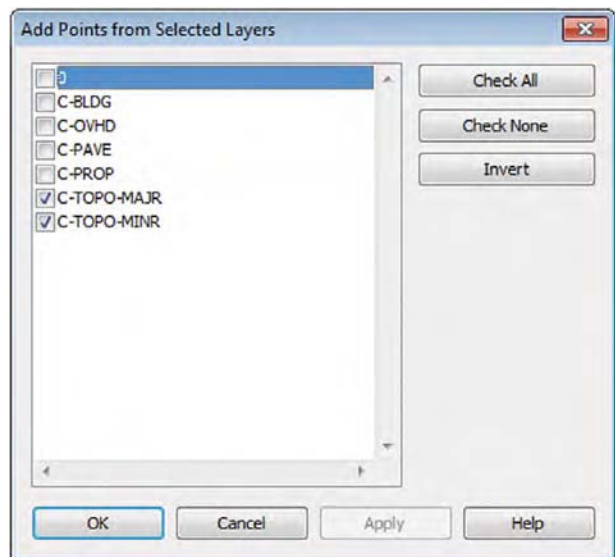 Add Points from Selected Layers
0
C-BLDG
C-OVHD
C-PAVE
C-PROP
C-TOPO-MAJR
C-TOPO-MINR
Check All
Check None
Invert
OK
Cancel
Apply
Help